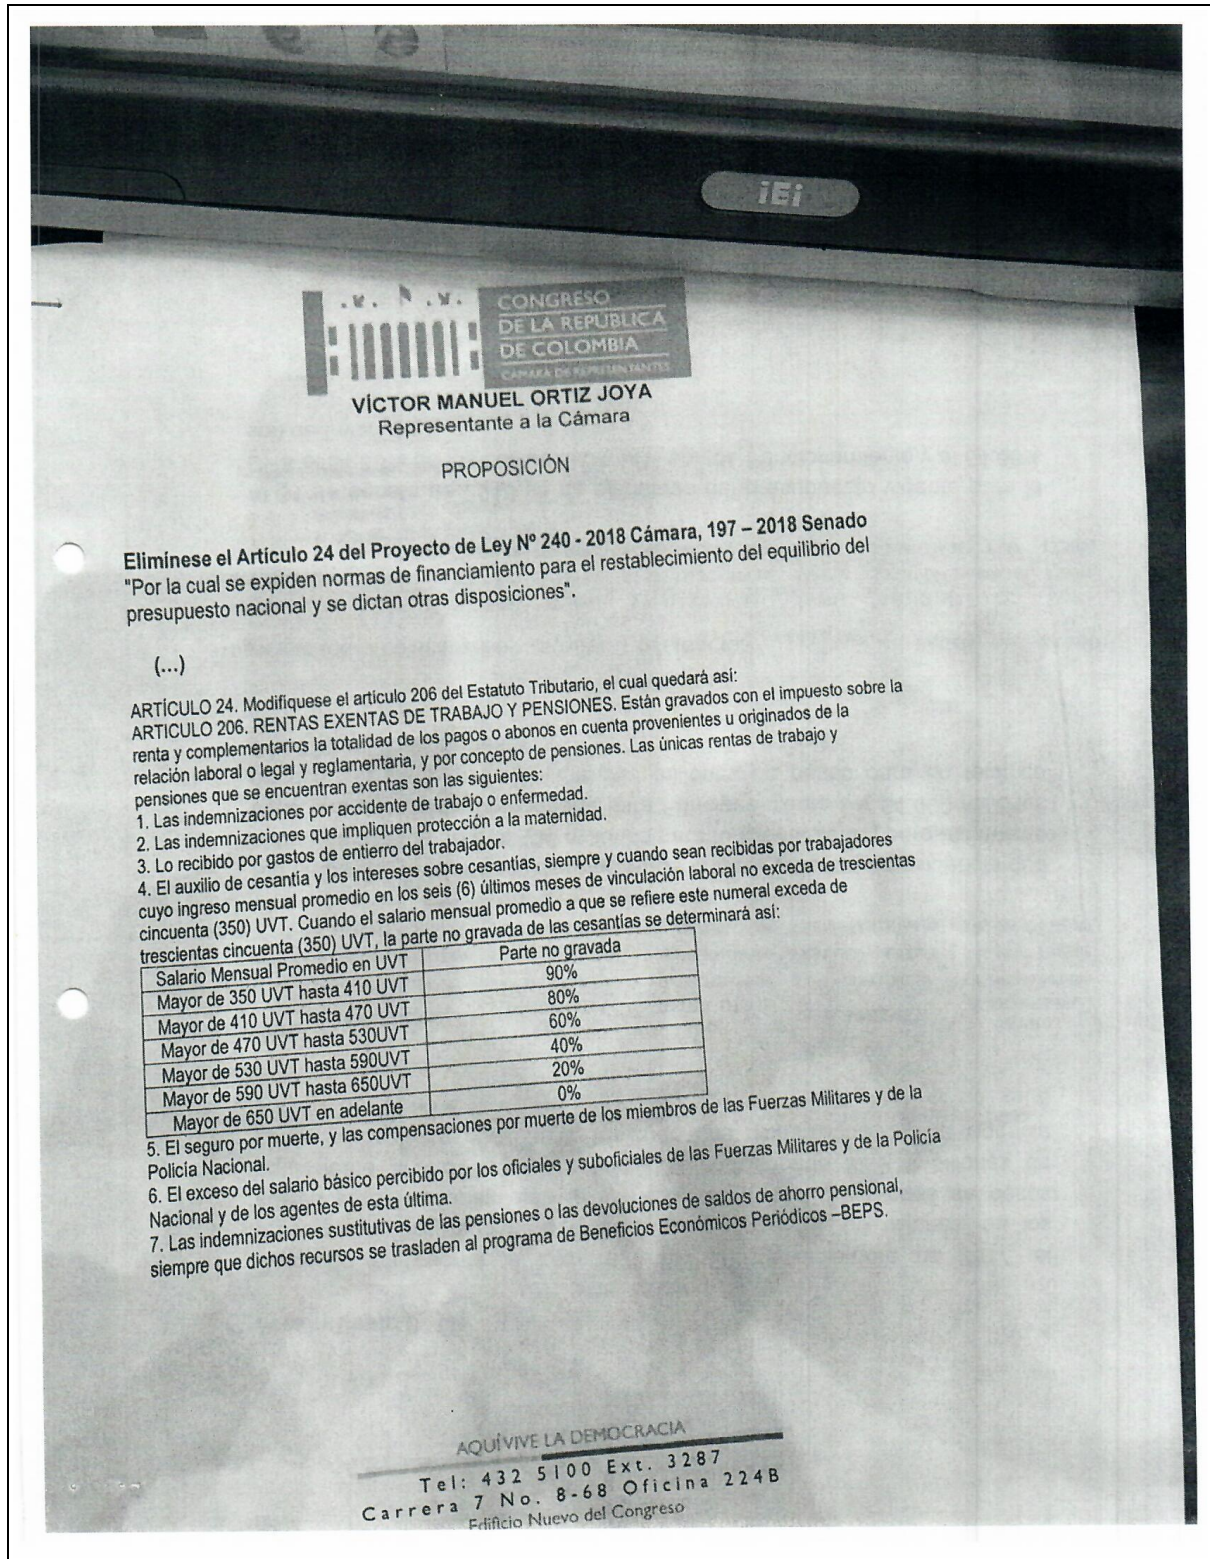 iEi
CONGRESO
DE LA REPÚBLICA
DE COLOMBIA
CÁMARA DE REPRESENTANTES
VÍCTOR MANUEL ORTIZ JOYA
Representante a la Cámara
PROPOSICIÓN
Elimínese el Artículo 24 del Proyecto de Ley Nº 240 - 2018 Cámara, 197 – 2018 Senado
"Por la cual se expiden normas de financiamiento para el restablecimiento del equilibrio del
presupuesto nacional y se dictan otras disposiciones".
(...)
ARTÍCULO 24. Modifíquese el artículo 206 del Estatuto Tributario, el cual quedará así:
ARTICULO 206. RENTAS EXENTAS DE TRABAJO Y PENSIONES. Están gravados con el impuesto sobre la
renta y complementarios la totalidad de los pagos o abonos en cuenta provenientes u originados de la
relación laboral o legal y reglamentaria, y por concepto de pensiones. Las únicas rentas de trabajo y
pensiones que se encuentran exentas son las siguientes:
1. Las indemnizaciones por accidente de trabajo o enfermedad.
2. Las indemnizaciones que impliquen protección a la maternidad.
3. Lo recibido por gastos de entierro del trabajador.
4. El auxilio de cesantía y los intereses sobre cesantías, siempre y cuando sean recibidas por trabajadores
cuyo ingreso mensual promedio en los seis (6) últimos meses de vinculación laboral no exceda de trescientas
cincuenta (350) UVT. Cuando el salario mensual promedio a que se refiere este numeral exceda de
trescientas cincuenta (350) UVT, la parte no gravada de las cesantías se determinará así:
Salario Mensual Promedio en UVT Parte no gravada
Mayor de 350 UVT hasta 410 UVT 90%
Mayor de 410 UVT hasta 470 UVT 80%
Mayor de 470 UVT hasta 530UVT 60%
Mayor de 530 UVT hasta 590UVT 40%
Mayor de 590 UVT hasta 650UVT 20%
Mayor de 650 UVT en adelante 0%
5. El seguro por muerte, y las compensaciones por muerte de los miembros de las Fuerzas Militares y de la
Policía Nacional.
6. El exceso del salario básico percibido por los oficiales y suboficiales de las Fuerzas Militares y de la Policía
Nacional y de los agentes de esta última.
7. Las indemnizaciones sustitutivas de las pensiones o las devoluciones de saldos de ahorro pensional,
siempre que dichos recursos se trasladen al programa de Beneficios Económicos Periódicos –BEPS.
AQUÍ VIVE LA DEMOCRACIA
Tel: 432 5100 Ext. 3287
Carrera 7 No. 8-68 Oficina 224B
Edificio Nuevo del Congreso